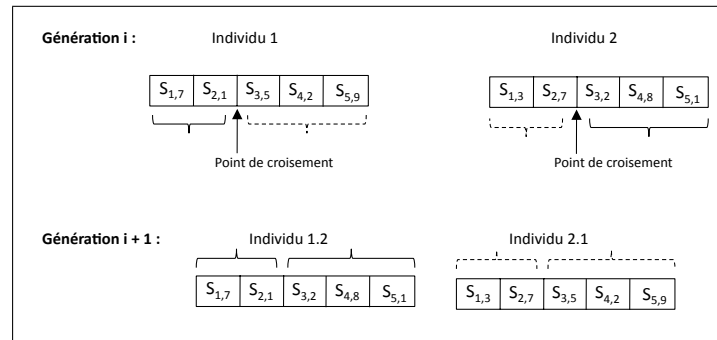 Génération i : Individu 1 Individu 2
S1,7 S2,1 S3,5 S4,2 S5,9 S1,3 S2,7 S3,2 S4,8 S5,1
Point de croisement Point de croisement
Génération i + 1 : Individu 1.2 Individu 2.1
S1,7 S2,1 S3,2 S4,8 S5,1 S1,3 S2,7 S3,5 S4,2 S5,9